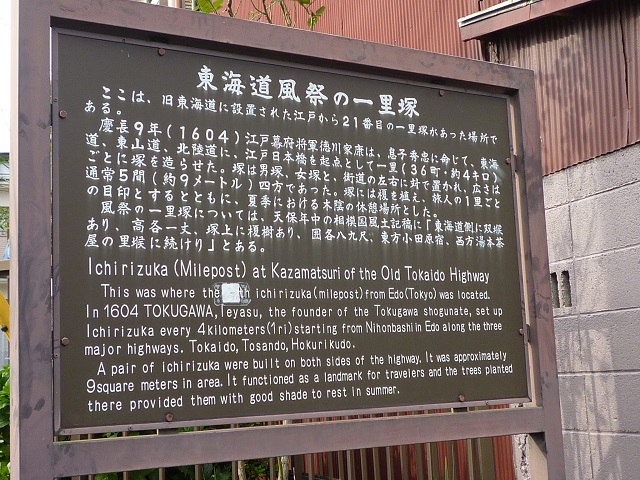 東海道風祭の一里塚
ここは、旧東海道に設置された江戸から21番目の一里塚があった場所で
ある。
慶長9年(1604)江戸幕府将軍徳川家康は、息子秀忠に命じて、東海
道、東山道、北陸道に、江戸日本橋を起点として一里(36町・約4キロ)
ごとに塚を造らせた。塚は男塚、女塚と、街道の左右に対で置かれ、広さは
通常5間(約9メートル)四方であった。塚には榎を植え、旅人の1里ごと
の目印とするとともに、夏季における木陰の休憩場所とした。
風祭の一里塚については、天保年中の相模国風土記稿に「東海道側に双堠
あり、高各一丈、塚上に榎樹あり、囲各八九尺、東方小田原宿、西方湯本茶
屋の里堠に続けり」とある。
Ichirizuka (Milepost) at Kazamatsuri of the Old Tokaido Highway
This was where the ichirizuka (milepost) from Edo(Tokyo) was located.
In 1604 TOKUGAWA, Ieyasu, the founder of the Tokugawa shogunate, set up
Ichirizuka every 4kilometers(1ri) starting from Nihonbashi in Edo along the three
major highways. Tokaido, Tosando, Hokurikudo.
A pair of ichirizuka were built on both sides of the highway. It was approximately
9square meters in area. It functioned as a landmark for travelers and the trees planted
there provided them with good shade to rest in summer.